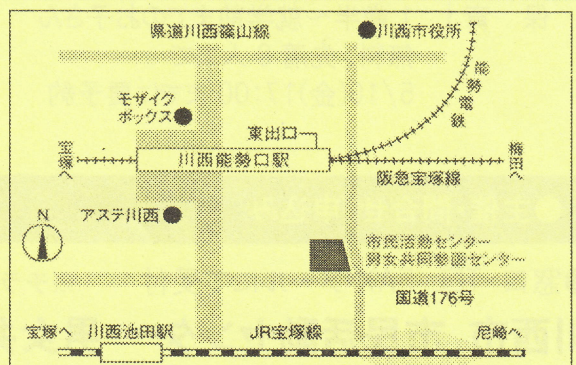 県道川西篠山線
川西市役所
能勢電鉄
モザイク
ボックス
東出口
宝塚へ
川西能勢口駅
梅田へ
阪急宝塚線
アステ川西
N
市民活動センター
男女共同参画センター
国道176号
宝塚へ
川西池田駅
JR宝塚線
尼崎へ